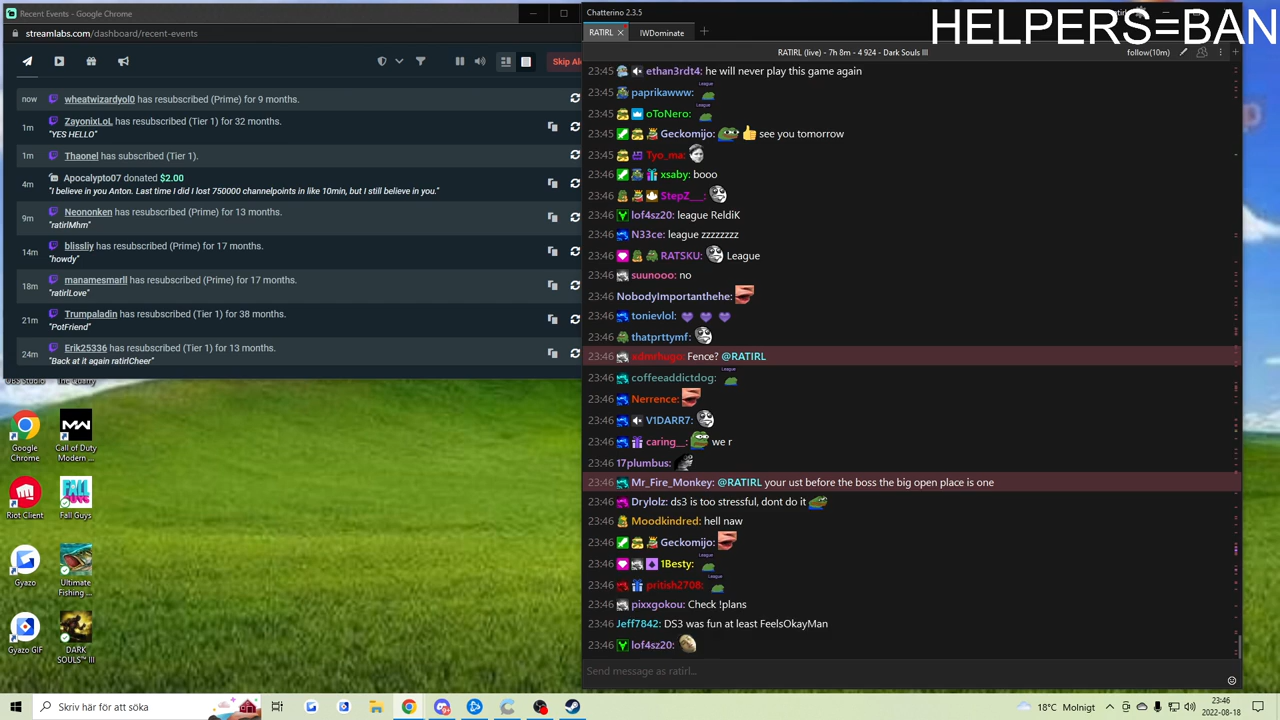 HELPERS=BAN
Recent Events - Google Chrome
streamlabs.com/dashboard/recent-events
Skip Ale
now wheatwizardyol0 has resubscribed (Prime) for 9 months.
1m ZayonixLoL has resubscribed (Tier 1) for 32 months.
"YES HELLO"
1m Thaonel has subscribed (Tier 1).
4m Apocalypto07 donated $2.00
"I believe in you Anton. Last time I did I lost 750000 channelpoints in like 10min, but I still believe in you."
9m Neononken has resubscribed (Prime) for 13 months.
"ratirlMhm"
14m blissliy has resubscribed (Prime) for 17 months.
"howdy"
18m manamesmarll has resubscribed (Prime) for 17 months.
"ratirlLove"
21m Trumpaladin has resubscribed (Tier 1) for 38 months.
"PotFriend"
24m Erik25336 has resubscribed (Tier 1) for 13 months.
"Back at it again ratirlCheer"
OBS Studio
The Quarry
Google Chrome
Call of Duty Modern ...
Riot Client
Fall Guys
Gyazo
Ultimate Fishing ...
Gyazo GIF
DARK SOULS™ III
Chatterino 2.3.5
RATIRL
IWDominate
RATIRL (live) - 7h 8m - 4 924 - Dark Souls III
follow(10m)
23:45 ethan3rdt4: he will never play this game again
23:45 paprikawww: League
23:45 oToNero: League
23:45 Geckomijo: see you tomorrow
23:45 Tyo_ma:
23:45 xsaby: booo
23:45 StepZ___:
23:46 lof4sz20: league ReldiK
23:46 N33ce: league zzzzzzzz
23:46 RATSKU: League
23:46 suunooo: no
23:46 NobodyImportanthehe:
23:46 tonievlol:
23:46 thatprttymf:
23:46 admrhugo: Fence? @RATIRL
23:46 coffeeaddictdog: League
23:46 Nerrence:
23:46 V1DARR7:
23:46 caring__: we r
23:46 17plumbus:
23:46 Mr_Fire_Monkey: @RATIRL your ust before the boss the big open place is one
23:46 Drylolz: ds3 is too stressful, dont do it
23:46 Moodkindred: hell naw
23:46 Geckomijo:
23:46 1Besty: League
23:46 pritish2708: League
23:46 pixxgokou: Check !plans
23:46 Jeff7842: DS3 was fun at least FeelsOkayMan
23:46 lof4sz20:
Send message as ratirl...
Skriv här för att söka
18°C Molnigt
23:46
2022-08-18